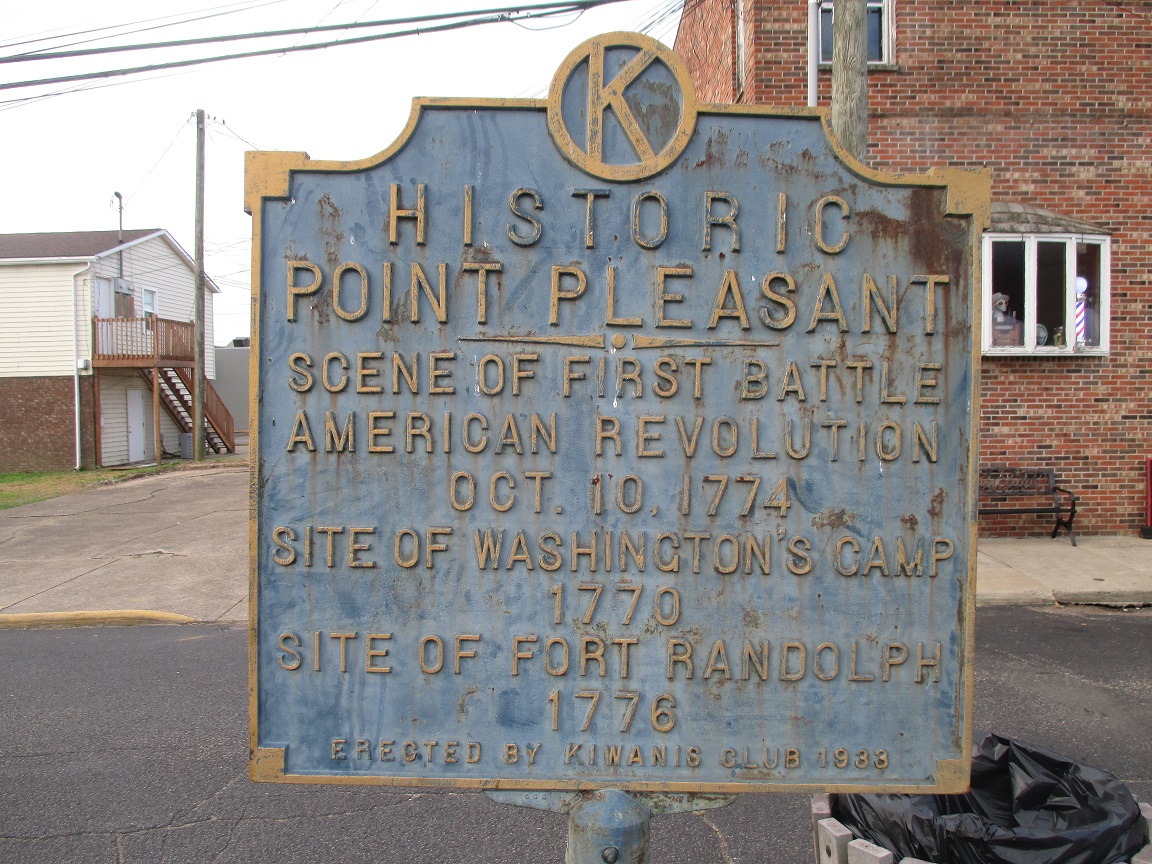 K
HISTORIC
POINT PLEASANT
SCENE OF FIRST BATTLE
AMERICAN REVOLUTION
OCT. 10, 1774
SITE OF WASHINGTON'S CAMP
1770
SITE OF FORT RANDOLPH
1776
ERECTED BY KIWANIS CLUB 1933